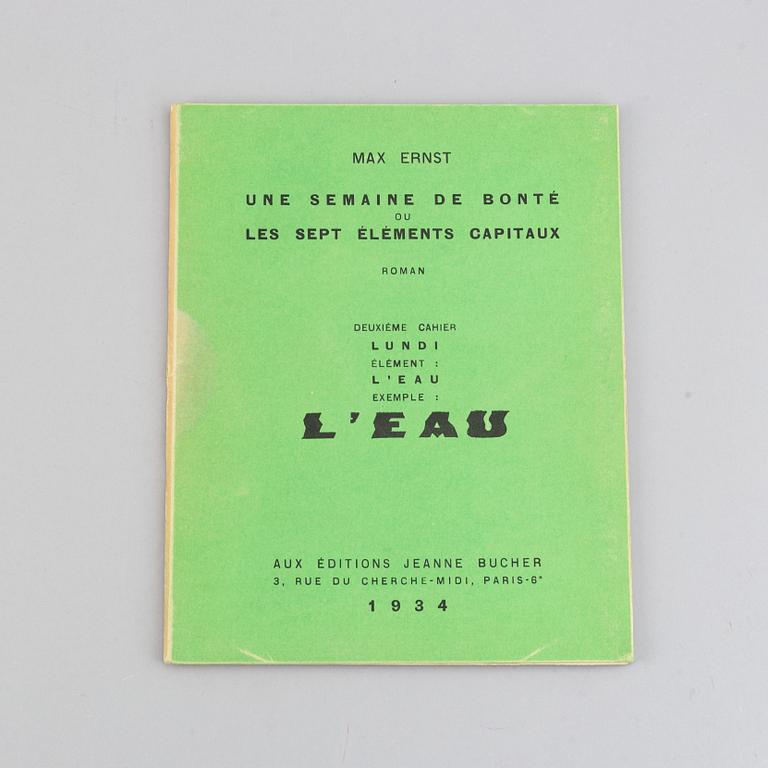 MAX ERNST
UNE SEMAINE DE BONTÉ
OU
LES SEPT ÉLÉMENTS CAPITAUX
ROMAN
DEUXIÈME CAHIER
LUNDI
ÉLÉMENT :
L'EAU
EXEMPLE :
L'EAU
AUX ÉDITIONS JEANNE BUCHER
3, RUE DU CHERCHE-MIDI, PARIS-6e
1934